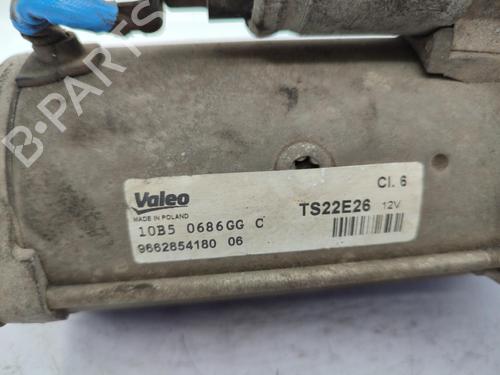 B-PARTS
Valeo
MADE IN POLAND
10B5 0686GG C
9662854180 06
Cl. 6
TS22E26 12V